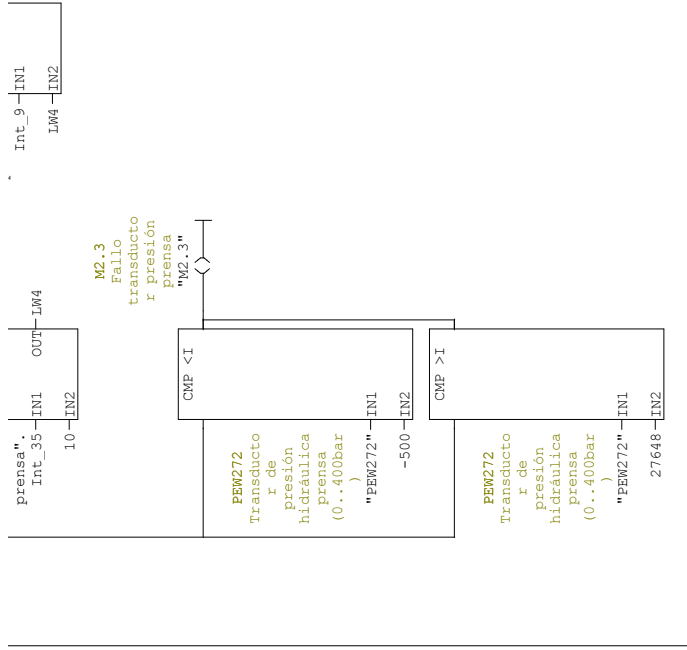 prensa".
Int_35 IN1 OUT LW4
10 IN2
Int_9 IN1
LW4 IN2
M2.3
Fallo
transducto
r presión
prensa
"M2.3"
CMP <I
PEW272
Transducto
r de
presión
hidráulica
prensa
(0..400bar
)
"PEW272" IN1
-500 IN2
CMP >I
PEW272
Transducto
r de
presión
hidráulica
prensa
(0..400bar
)
"PEW272" IN1
27648 IN2